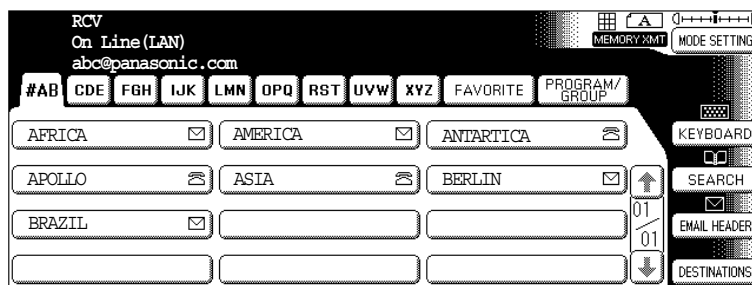 RCV
On Line(LAN)
abc@panasonic.com
A
MEMORY XMT
MODE SETTING
#AB CDE FGH IJK LMN OPQ RST UVW XYZ FAVORITE PROGRAM/
GROUP
AFRICA AMERICA ANTARTICA
KEYBOARD
APOLLO ASIA BERLIN
SEARCH
BRAZIL
01
01
EMAIL HEADER
DESTINATIONS